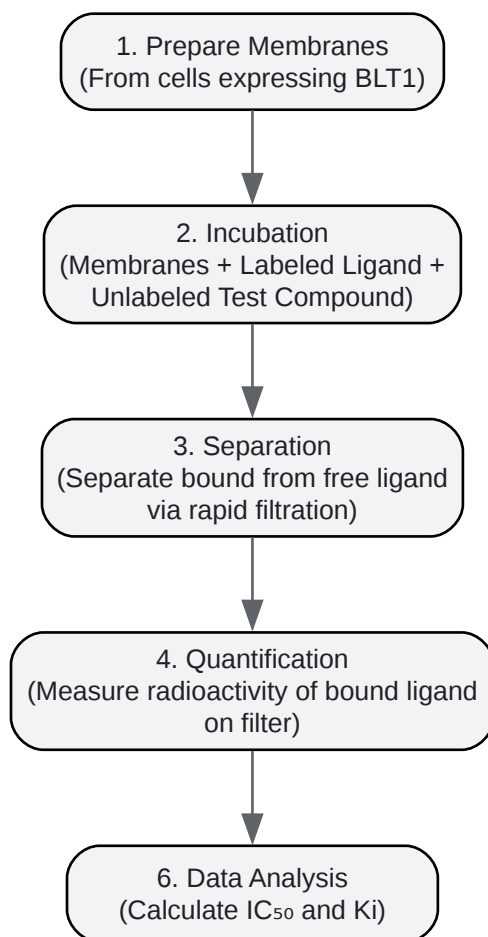 1. Prepare Membranes
(From cells expressing BLT1)
2. Incubation
(Membranes + Labeled Ligand +
Unlabeled Test Compound)
3. Separation
(Separate bound from free ligand
via rapid filtration)
4. Quantification
(Measure radioactivity of bound ligand
on filter)
6. Data Analysis
(Calculate IC₅₀ and Ki)